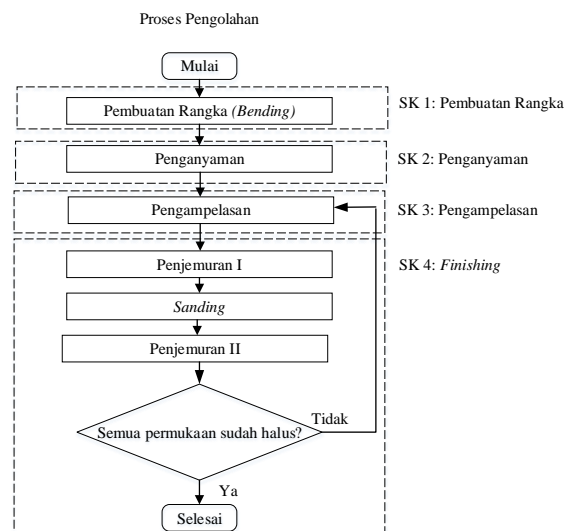 Proses Pengolahan
Mulai
Pembuatan Rangka (Bending)
SK 1: Pembuatan Rangka
Penganyaman
SK 2: Penganyaman
Pengampelasan
SK 3: Pengampelasan
Penjemuran I
SK 4: Finishing
Sanding
Penjemuran II
Semua permukaan sudah halus?
Tidak
Ya
Selesai